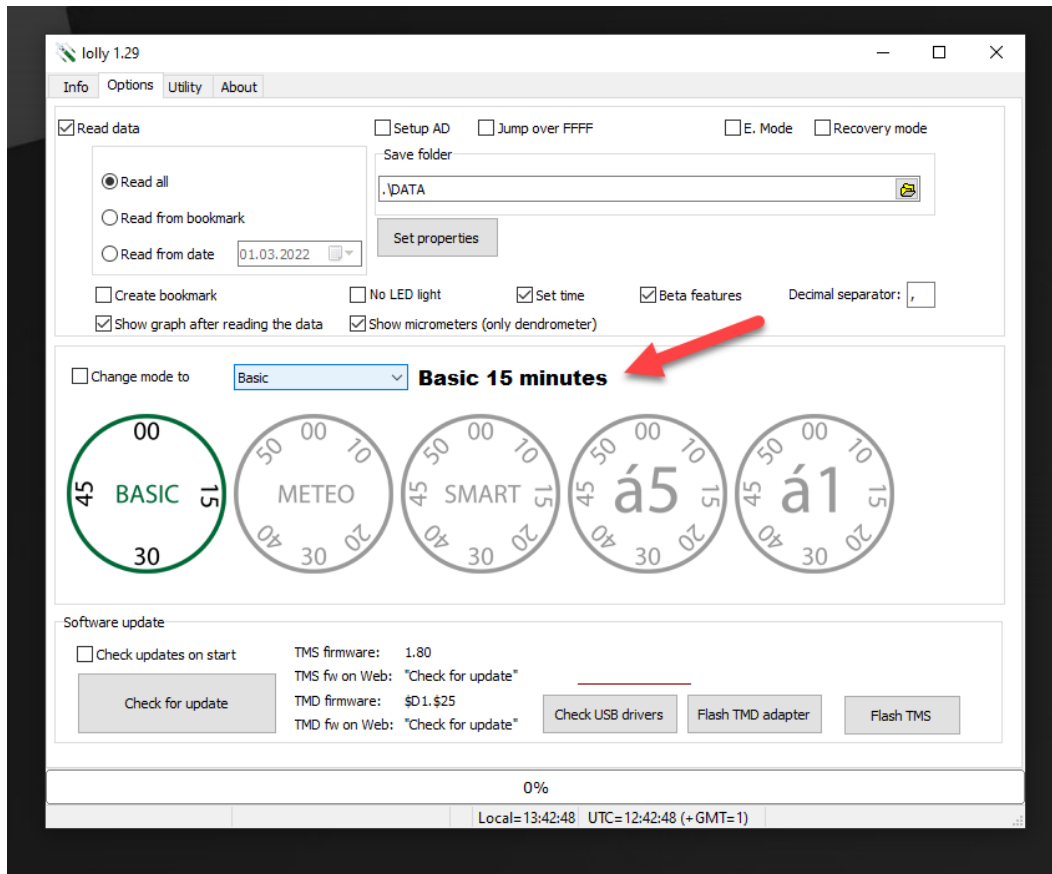 lolly 1.29
Info Options Utility About
Read data Setup AD Jump over FFFF E. Mode Recovery mode
Save folder
Read all .\DATA
Read from bookmark
Set properties
Read from date 01.03.2022
Create bookmark No LED light Set time Beta features Decimal separator: ,
Show graph after reading the data Show micrometers (only dendrometer)
Change mode to Basic Basic 15 minutes
00 15 30 45 BASIC
00 10 20 30 40 50 METEO
00 10 15 20 30 40 45 50 SMART
00 10 15 20 30 40 45 50 á5
00 10 15 20 30 40 45 50 á1
Software update
Check updates on start TMS firmware: 1.80
TMS fw on Web: "Check for update"
Check for update TMD firmware: $D1.$25
TMD fw on Web: "Check for update"
Check USB drivers Flash TMD adapter Flash TMS
0%
Local=13:42:48 UTC=12:42:48 (+GMT=1)